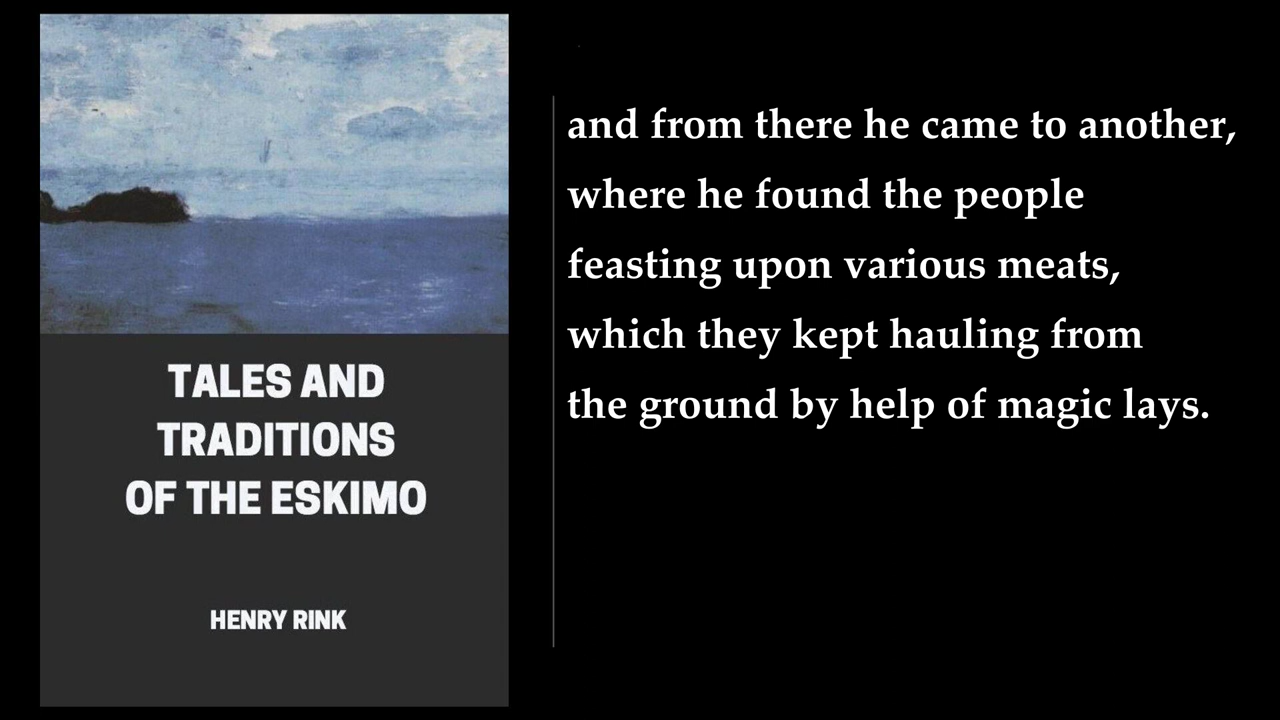 TALES AND
TRADITIONS
OF THE ESKIMO
HENRY RINK
and from there he came to another,
where he found the people
feasting upon various meats,
which they kept hauling from
the ground by help of magic lays.